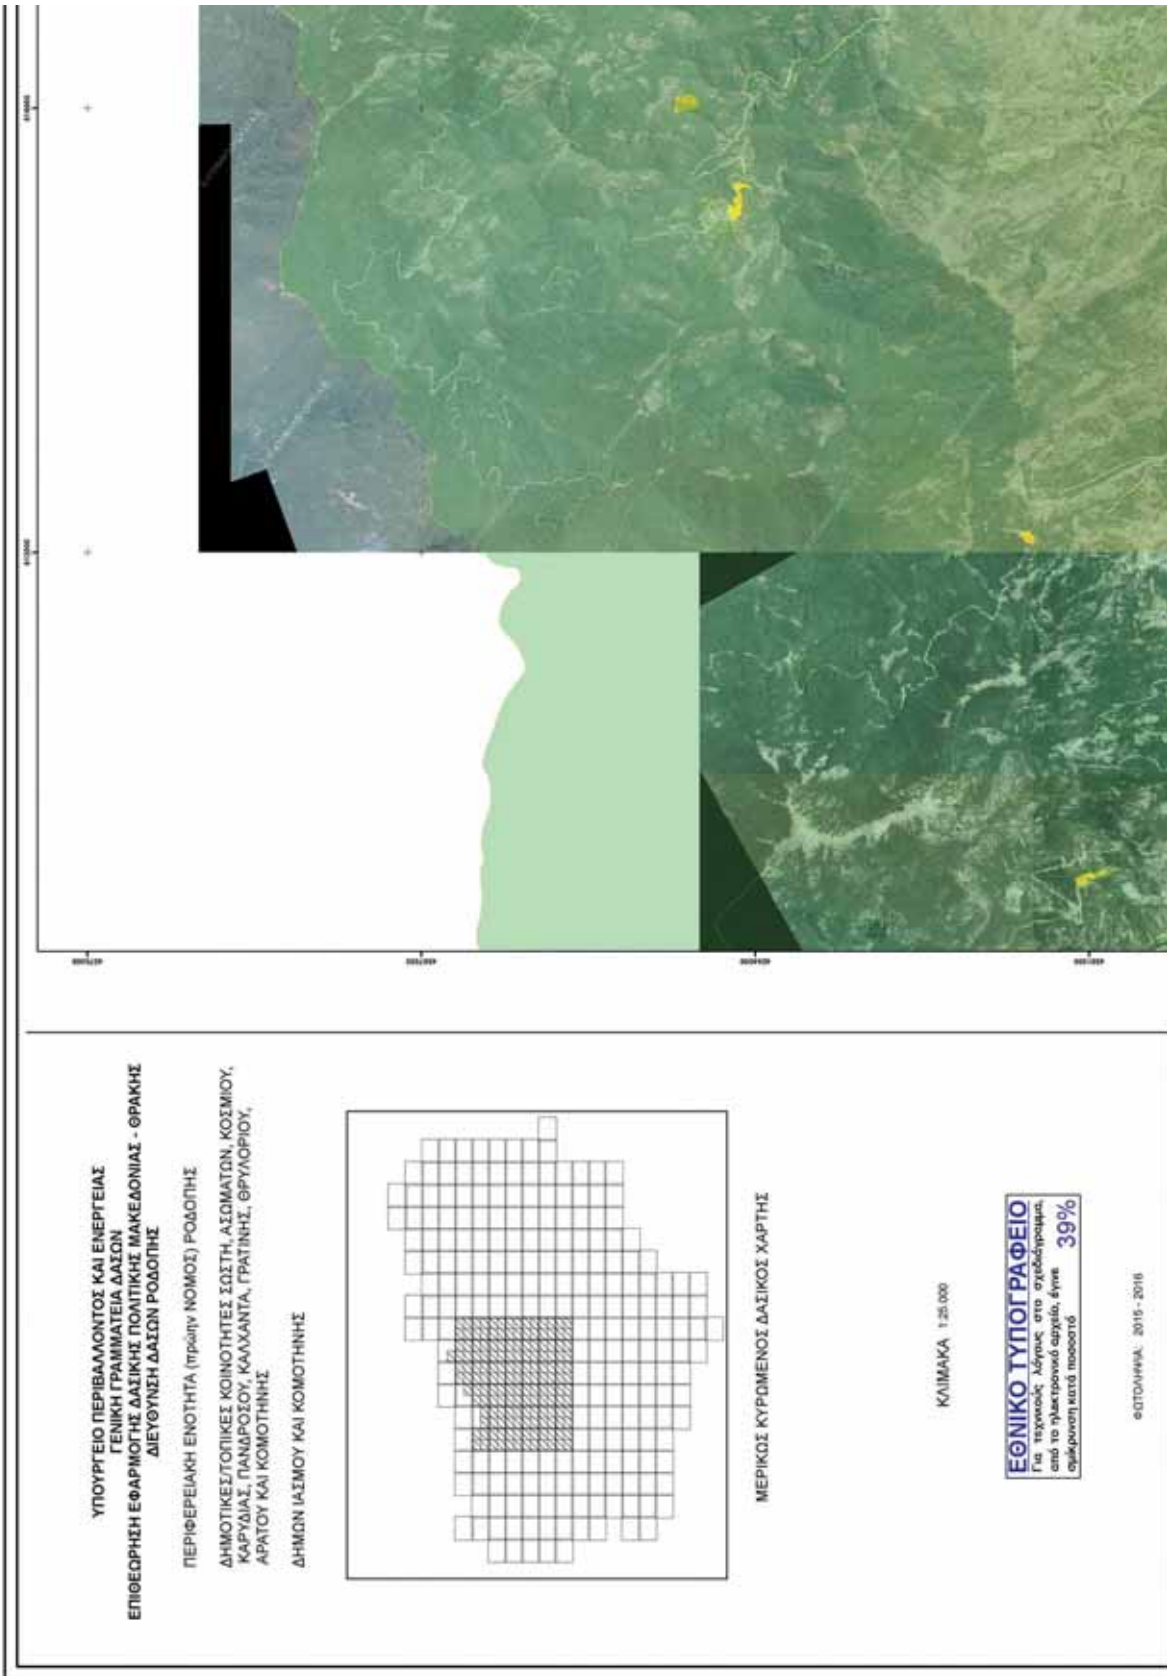 ΥΠΟΥΡΓΕΙΟ ΠΕΡΙΒΑΛΛΟΝΤΟΣ ΚΑΙ ΕΝΕΡΓΕΙΑΣ
ΓΕΝΙΚΗ ΓΡΑΜΜΑΤΕΙΑ ΔΑΣΩΝ
ΕΠΙΘΕΩΡΗΣΗ ΕΦΑΡΜΟΓΗΣ ΔΑΣΙΚΗΣ ΠΟΛΙΤΙΚΗΣ ΜΑΚΕΔΟΝΙΑΣ - ΘΡΑΚΗΣ
ΔΙΕΥΘΥΝΣΗ ΔΑΣΩΝ ΡΟΔΟΠΗΣ
ΠΕΡΙΦΕΡΕΙΑΚΗ ΕΝΟΤΗΤΑ (πρώην ΝΟΜΟΣ) ΡΟΔΟΠΗΣ
ΔΗΜΟΤΙΚΕΣ/ΤΟΠΙΚΕΣ ΚΟΙΝΟΤΗΤΕΣ ΣΩΣΤΗ, ΑΣΩΜΑΤΩΝ, ΚΟΣΜΙΟΥ,
ΚΑΡΥΔΙΑΣ, ΠΑΝΔΡΟΣΟΥ, ΚΑΛΧΑΝΤΑ, ΓΡΑΤΙΝΗΣ, ΘΡΥΛΟΡΙΟΥ,
ΑΡΑΤΟΥ ΚΑΙ ΚΟΜΟΤΗΝΗΣ
ΔΗΜΩΝ ΙΑΣΜΟΥ ΚΑΙ ΚΟΜΟΤΗΝΗΣ
ΜΕΡΙΚΩΣ ΚΥΡΩΜΕΝΟΣ ΔΑΣΙΚΟΣ ΧΑΡΤΗΣ
ΚΛΙΜΑΚΑ 1:25.000
ΕΘΝΙΚΟ ΤΥΠΟΓΡΑΦΕΙΟ
Για τεχνικούς λόγους στο σχεδιάγραμμα,
από το ηλεκτρονικό αρχείο, έγινε
σμίκρυνση κατά ποσοστό 39%
ΦΩΤΟΛΗΨΙΑ: 2015 - 2016